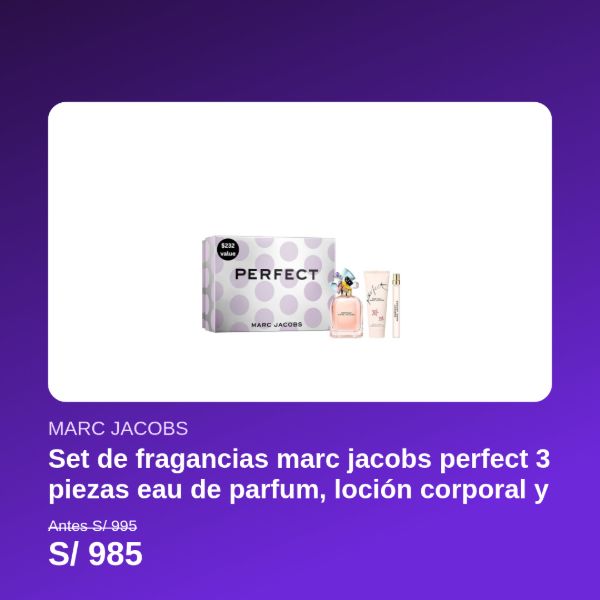 $232
value
PERFECT
MARC JACOBS
Perfect
MARC JACOBS
Set de fragancias marc jacobs perfect 3
piezas eau de parfum, loción corporal y
Antes S/ 995
S/ 985